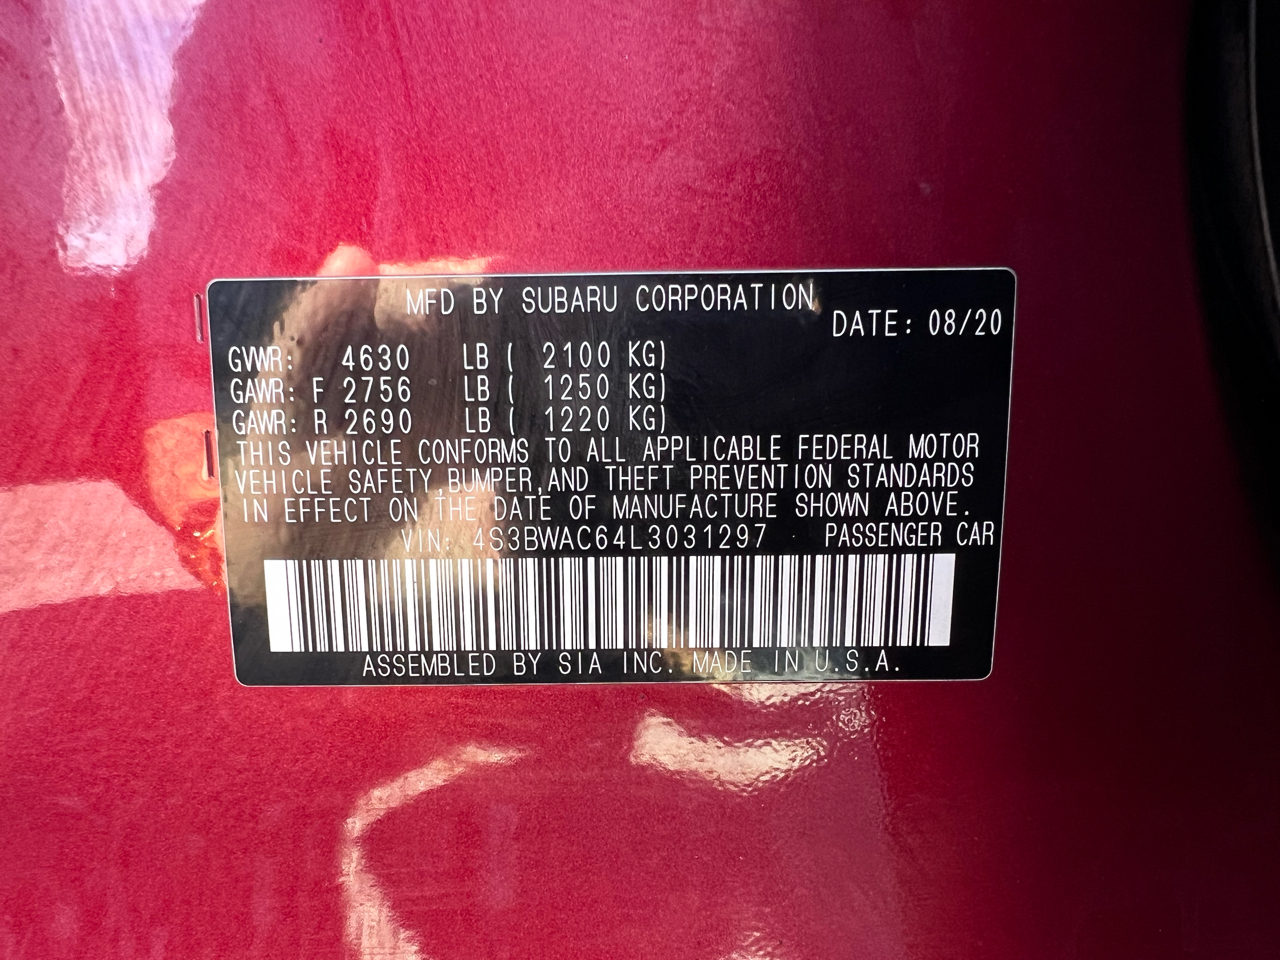 MFD BY SUBARU CORPORATION
DATE: 08/20
GVWR: 4630 LB ( 2100 KG)
GAWR: F 2756 LB ( 1250 KG)
GAWR: R 2690 LB ( 1220 KG)
THIS VEHICLE CONFORMS TO ALL APPLICABLE FEDERAL MOTOR
VEHICLE SAFETY,BUMPER,AND THEFT PREVENTION STANDARDS
IN EFFECT ON THE DATE OF MANUFACTURE SHOWN ABOVE.
VIN: 4S3BWAC64L3031297 PASSENGER CAR
ASSEMBLED BY SIA INC. MADE IN U.S.A.